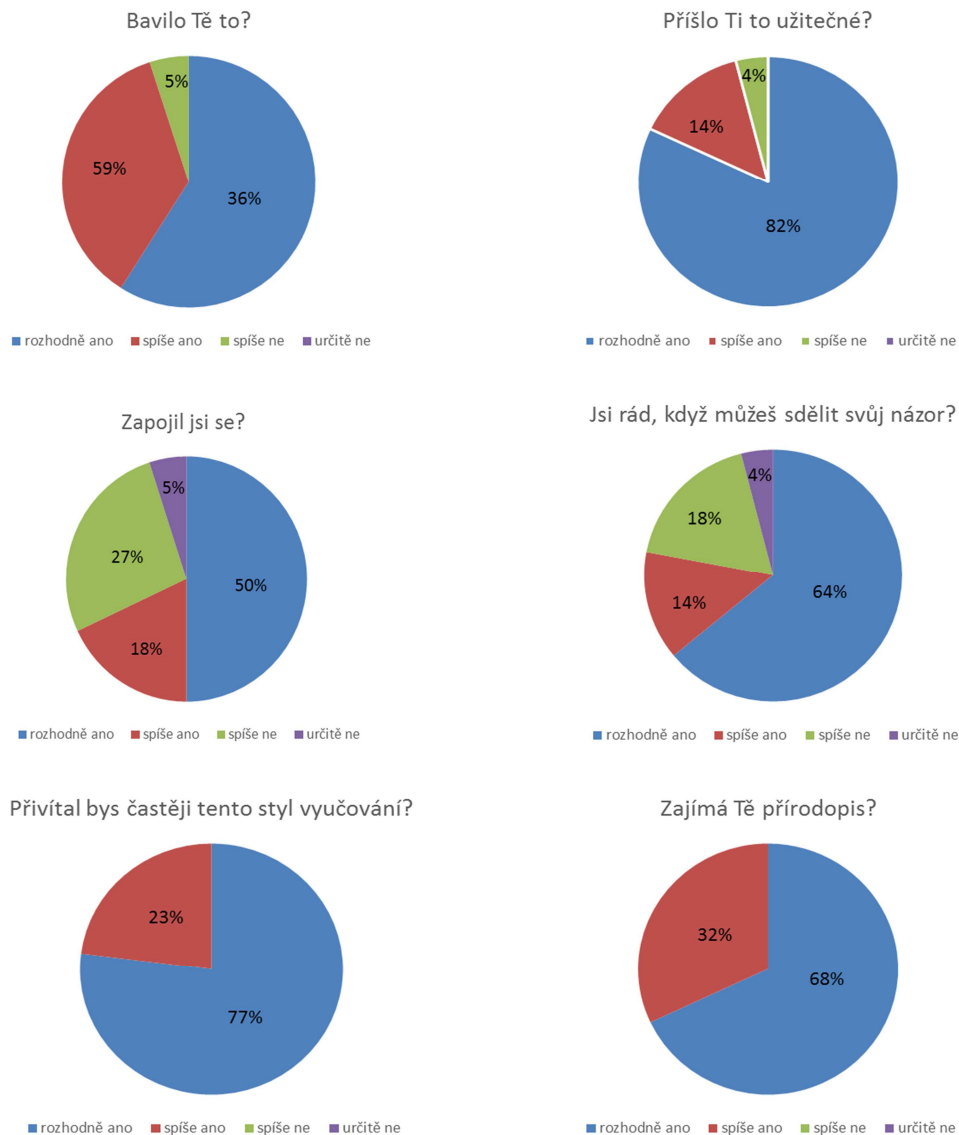 Bavilo Tě to?
5%
59%
36%
rozhodně ano spíše ano spíše ne určitě ne
Příšlo Ti to užitečné?
4%
14%
82%
rozhodně ano spíše ano spíše ne určitě ne
Zapojil jsi se?
5%
27%
50%
18%
rozhodně ano spíše ano spíše ne určitě ne
Jsi rád, když můžeš sdělit svůj názor?
4%
18%
64%
14%
rozhodně ano spíše ano spíše ne určitě ne
Přivítal bys častěji tento styl vyučování?
23%
77%
rozhodně ano spíše ano spíše ne určitě ne
Zajímá Tě přírodopis?
32%
68%
rozhodně ano spíše ano spíše ne určitě ne